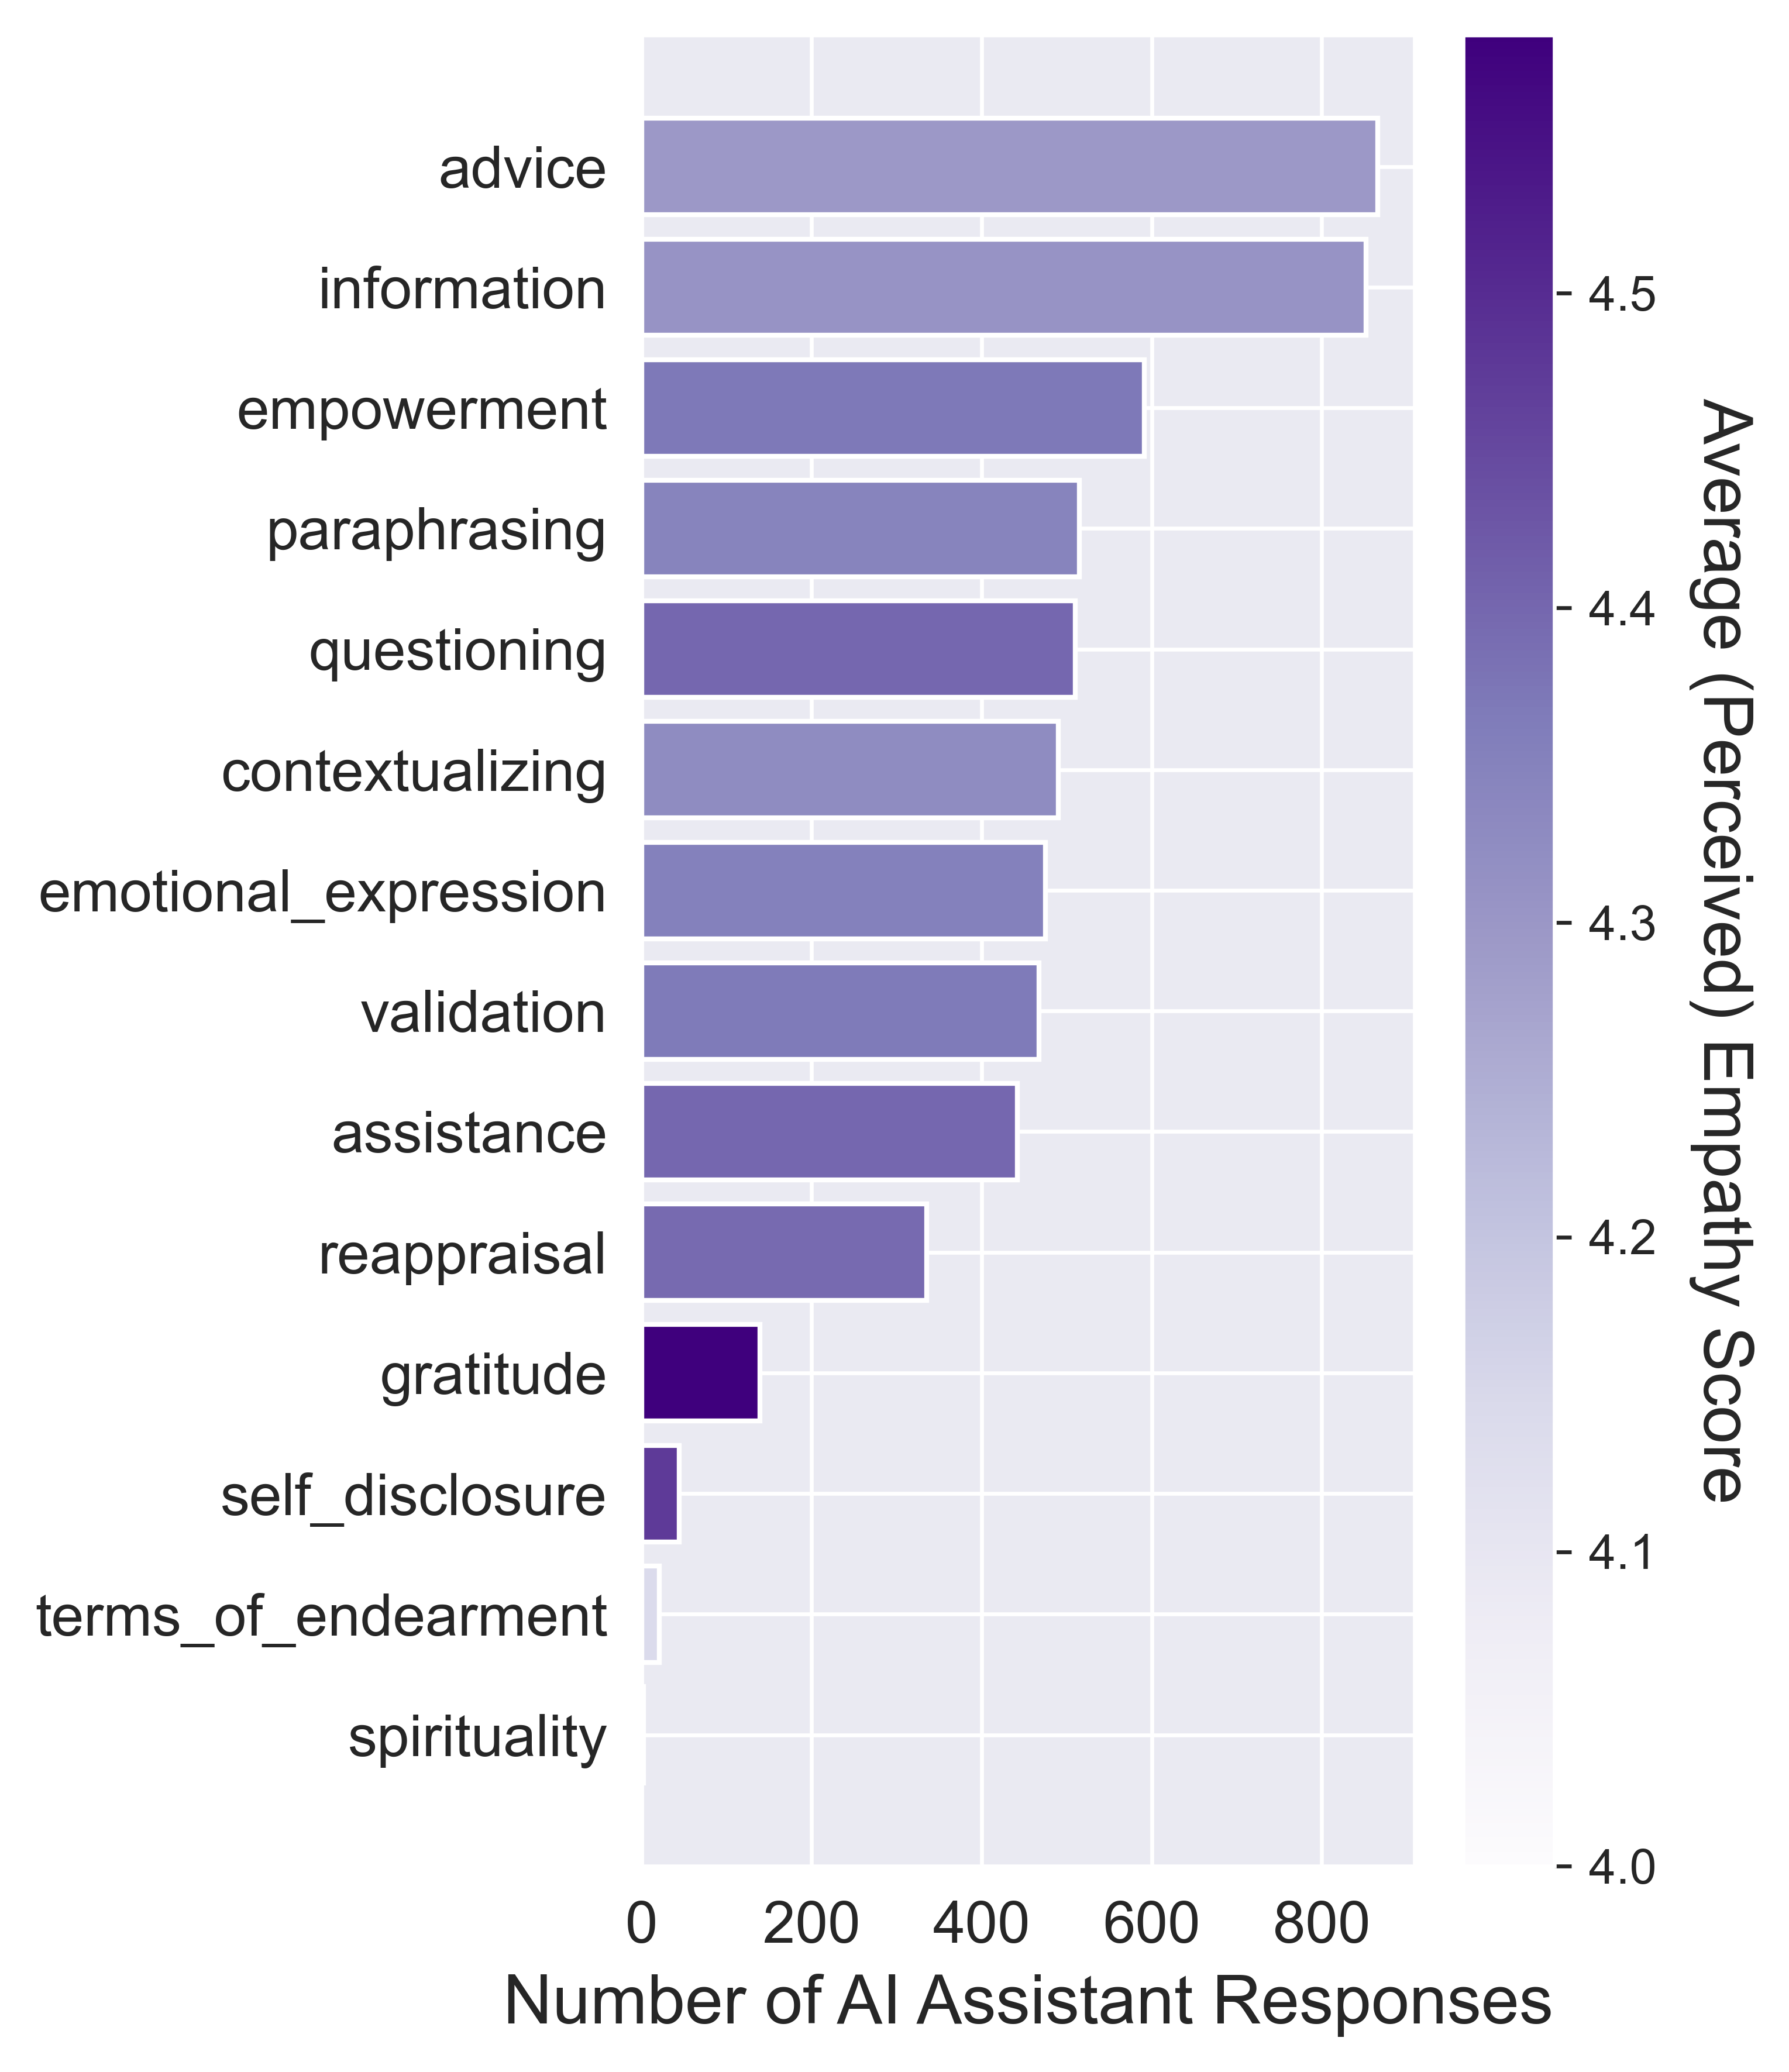 advice
information
empowerment
paraphrasing
questioning
contextualizing
emotional_expression
validation
assistance
reappraisal
gratitude
self_disclosure
terms_of_endearment
spirituality
0 200 400 600 800
Number of AI Assistant Responses
4.5
4.4
4.3
4.2
4.1
4.0
Average (Perceived) Empathy Score